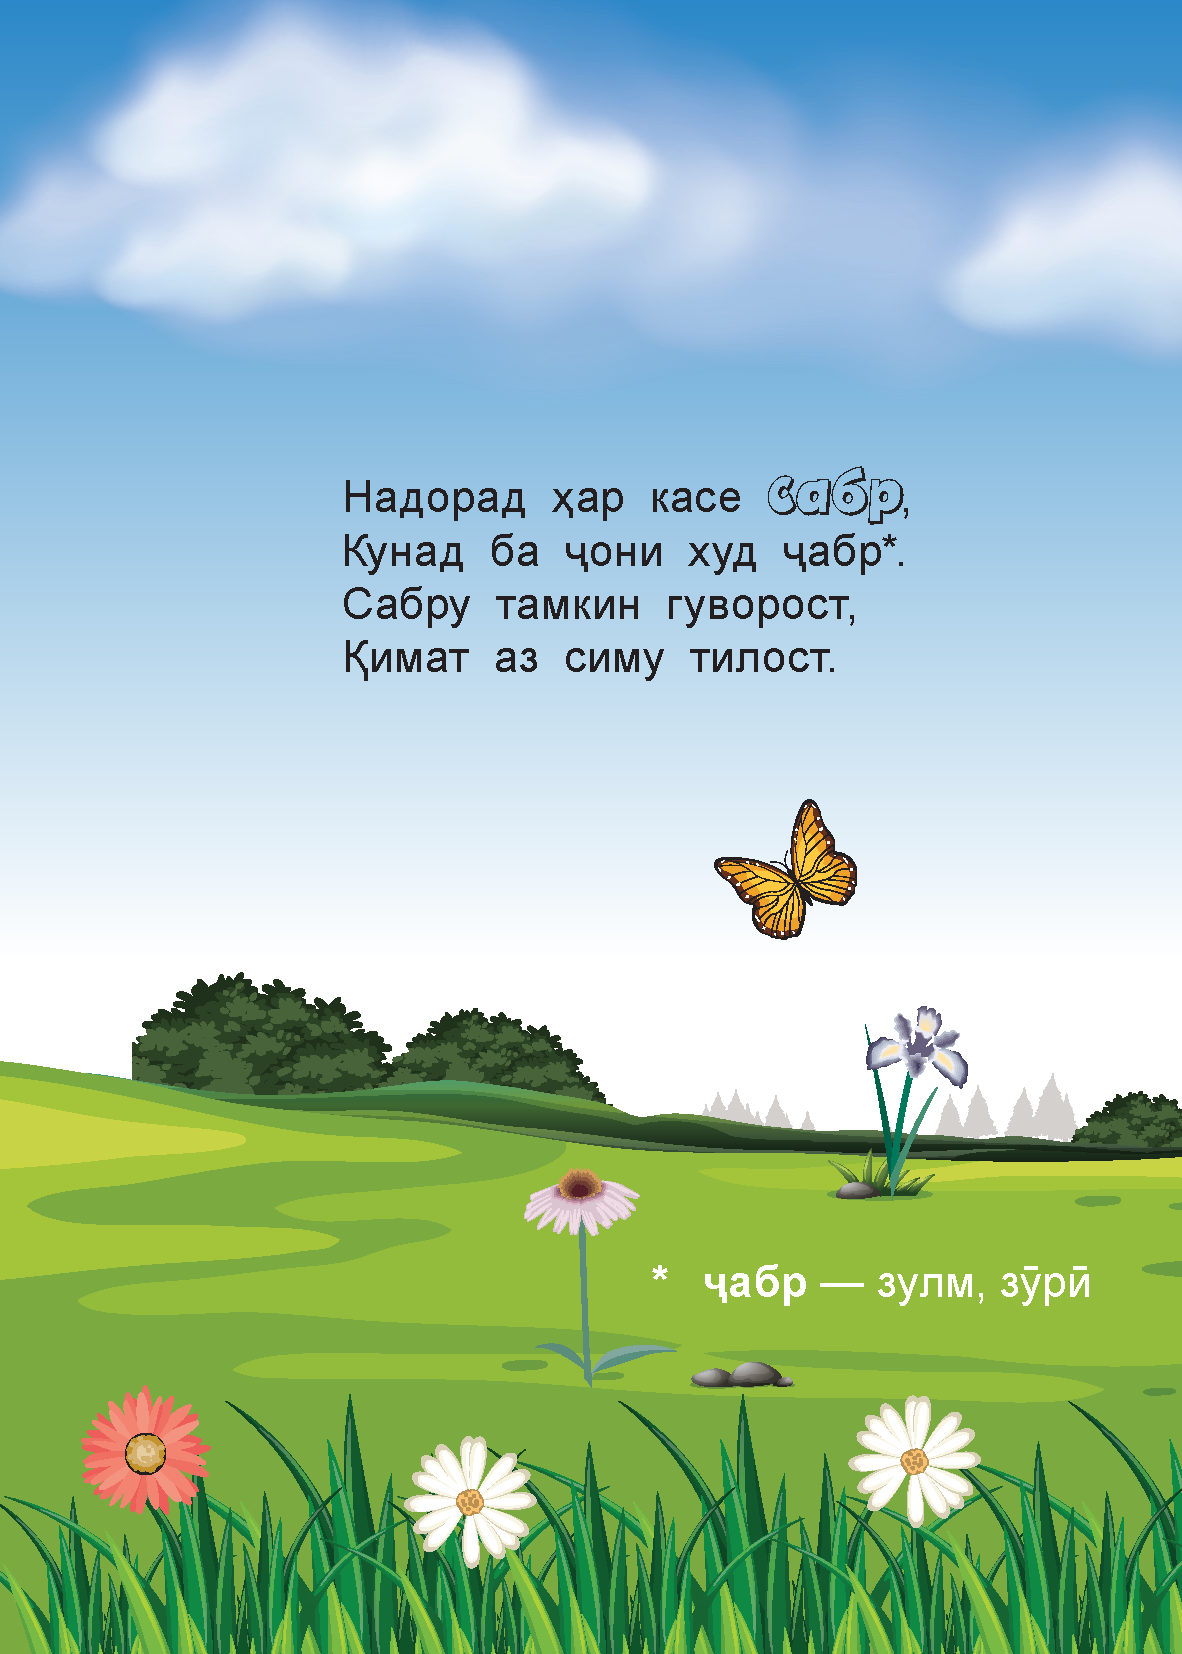 Надорад ҳар касе сабр,
Кунад ба ҷони худ ҷабр*.
Сабру тамкин гуворост,
Қимат аз симу тилост.
* ҷабр — зулм, зӯрӣ